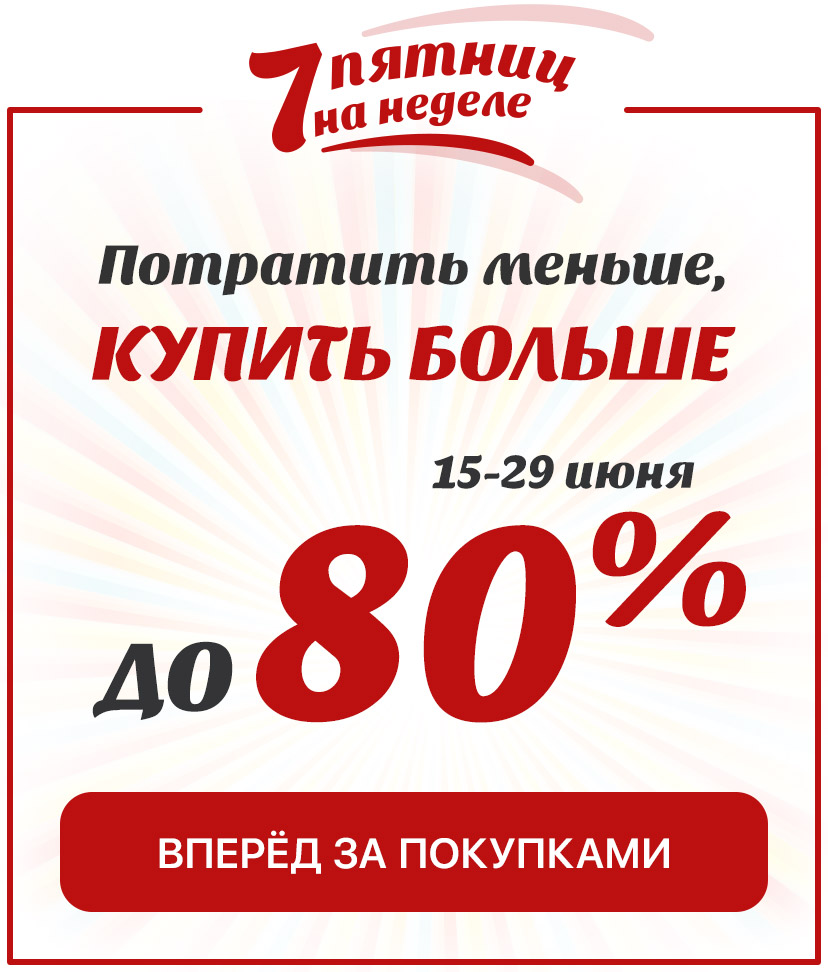 7 пятниц
на неделе
Потратить меньше,
КУПИТЬ БОЛЬШЕ
15-29 июня
до 80%
ВПЕРЁД ЗА ПОКУПКАМИ